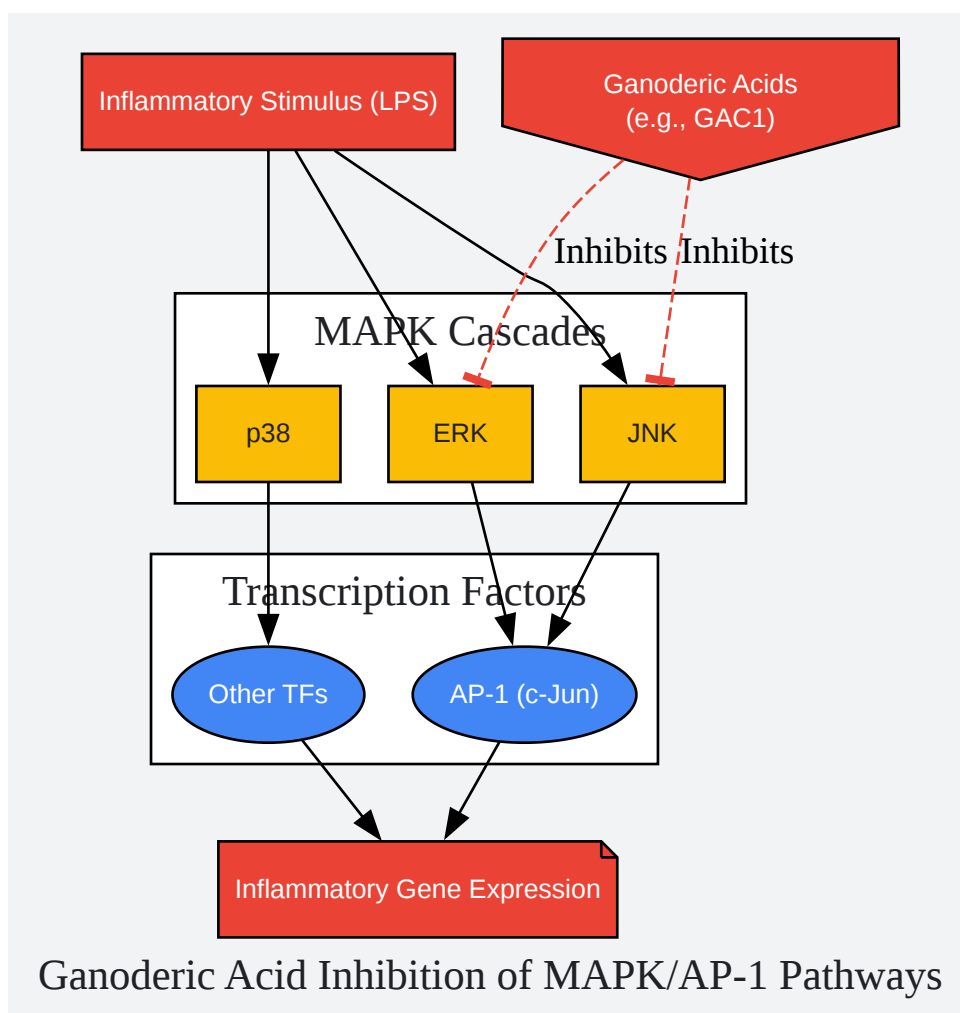 Inflammatory Stimulus (LPS)
Ganoderic Acids
(e.g., GAC1)
Inhibits
Inhibits
MAPK Cascades
p38
ERK
JNK
Transcription Factors
Other TFs
AP-1 (c-Jun)
Inflammatory Gene Expression
Ganoderic Acid Inhibition of MAPK/AP-1 Pathways